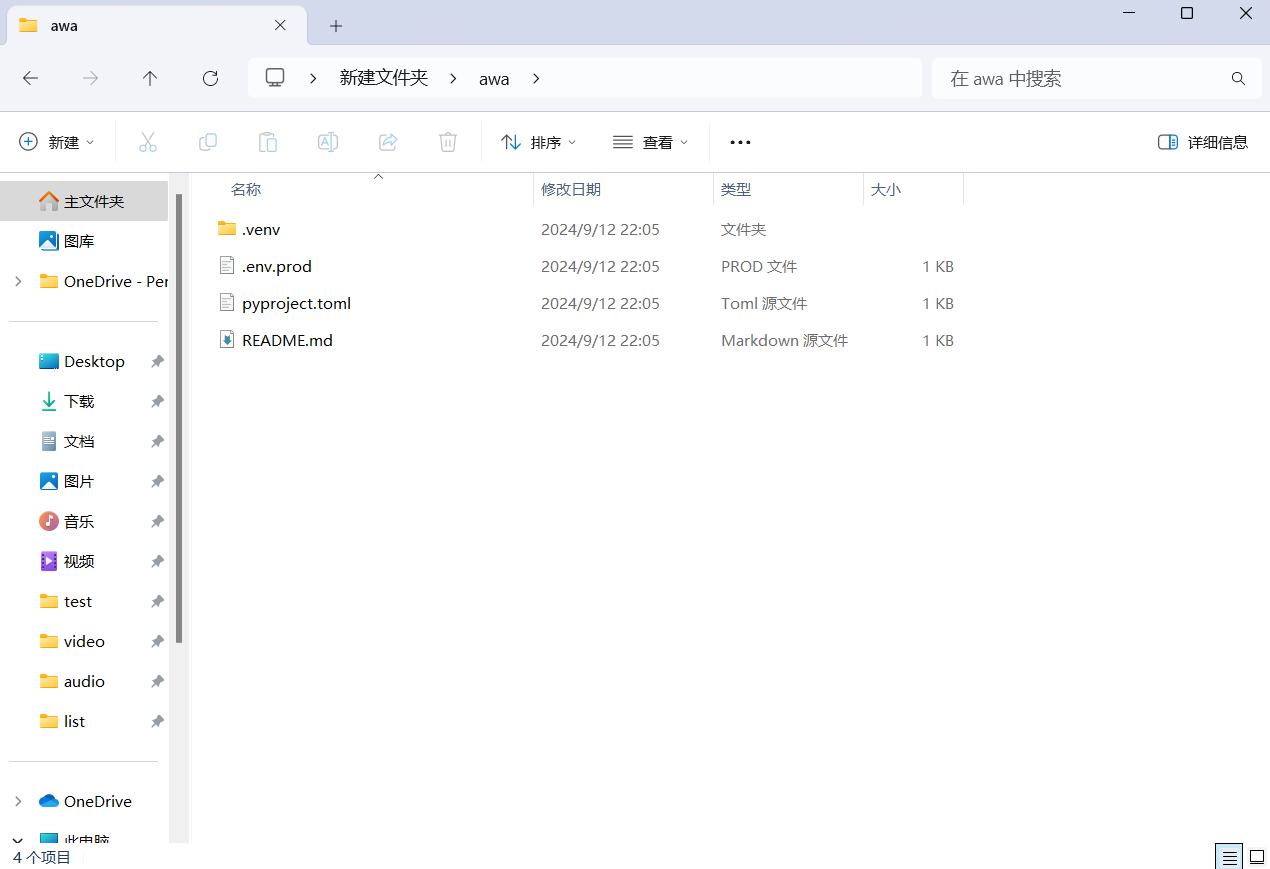 awa
新建文件夹 awa
在 awa 中搜索
新建 排序 查看 详细信息
名称 修改日期 类型 大小
主文件夹
图库
OneDrive - Per
.venv 2024/9/12 22:05 文件夹
.env.prod 2024/9/12 22:05 PROD 文件 1 KB
pyproject.toml 2024/9/12 22:05 Toml 源文件 1 KB
README.md 2024/9/12 22:05 Markdown 源文件 1 KB
Desktop
下载
文档
图片
音乐
视频
test
video
audio
list
OneDrive
此电脑
4 个项目